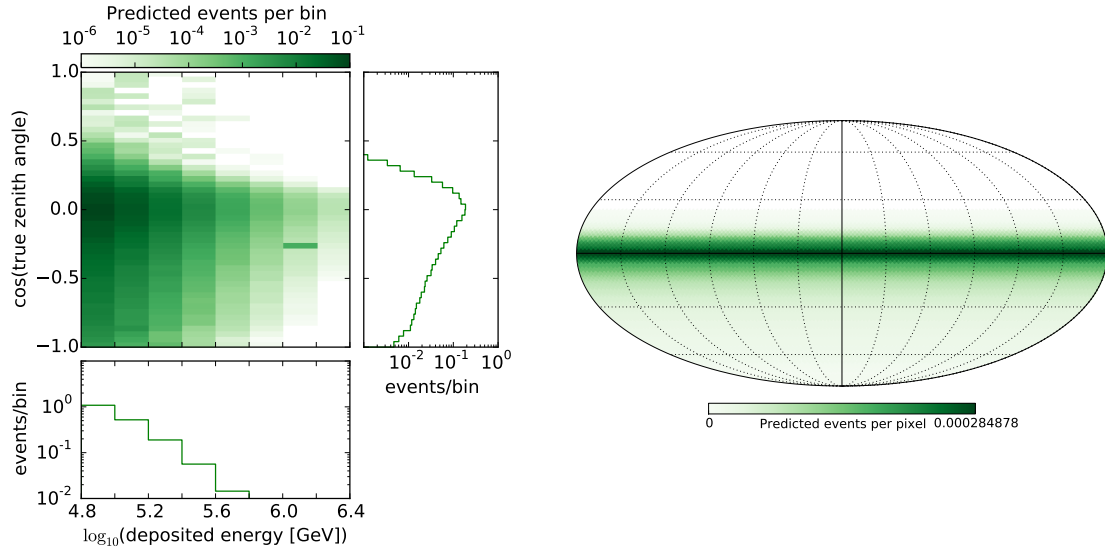 Predicted events per bin
10^-6 10^-5 10^-4 10^-3 10^-2 10^-1
1.0
0.5
0.0
−0.5
−1.0
cos(true zenith angle)
10^-2 10^-1 10^0
events/bin
events/bin
10^0
10^-1
10^-2
4.8 5.2 5.6 6.0 6.4
log10(deposited energy [GeV])
0 Predicted events per pixel 0.000284878